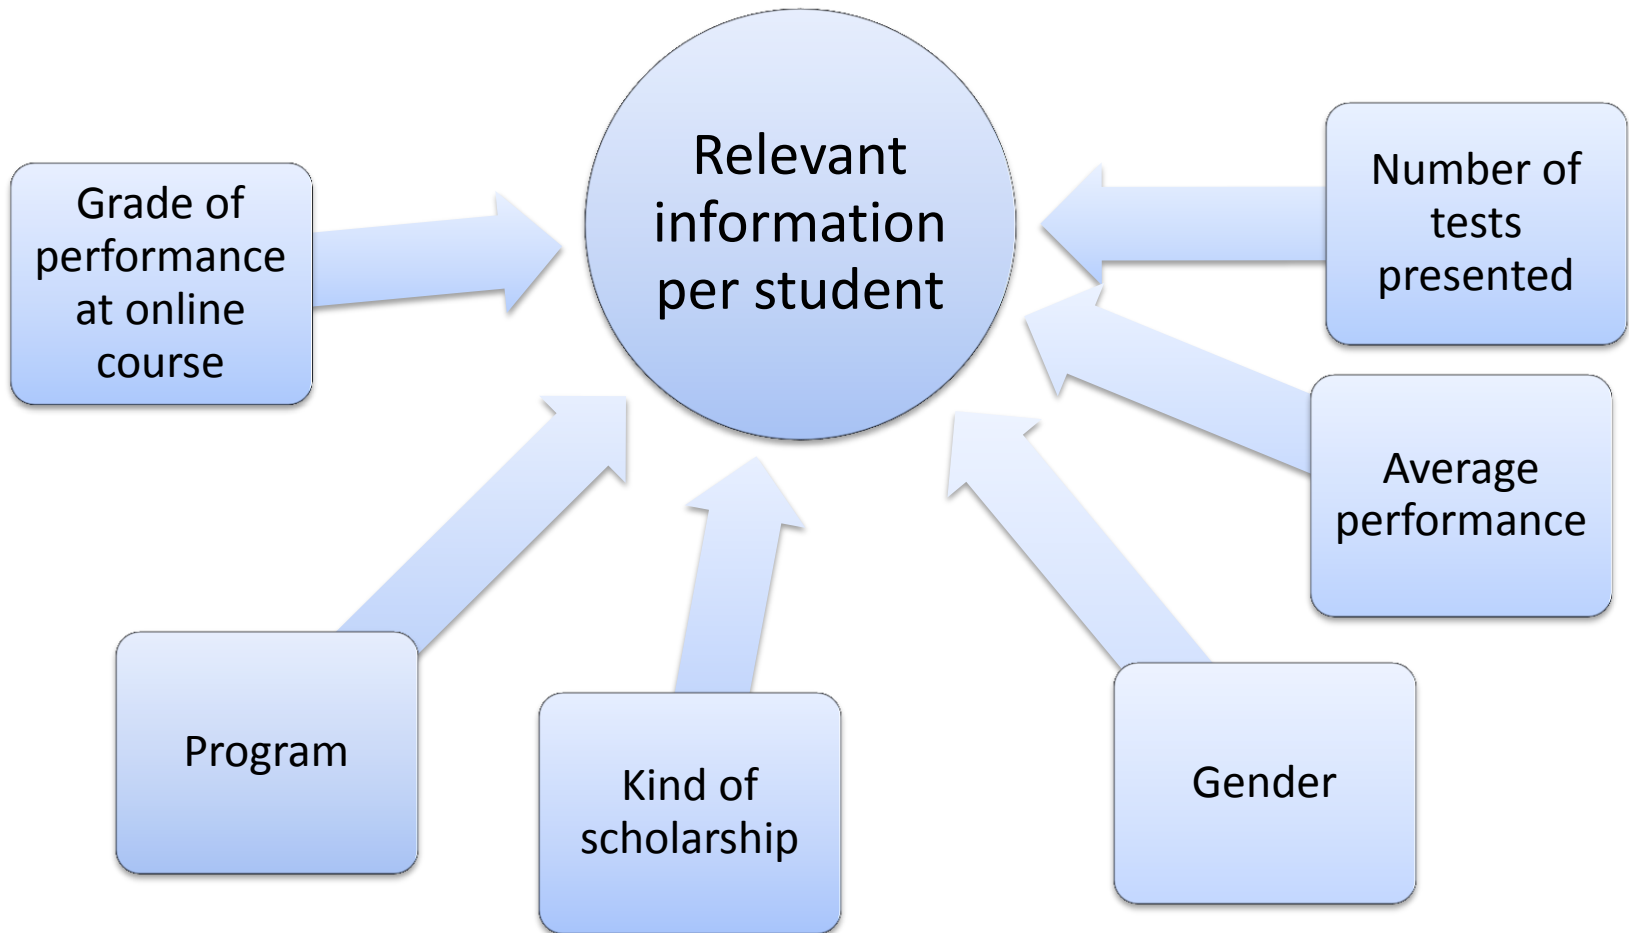 Relevant
information
per student
Grade of
performance
at online
course
Program
Kind of
scholarship
Gender
Average
performance
Number of
tests
presented